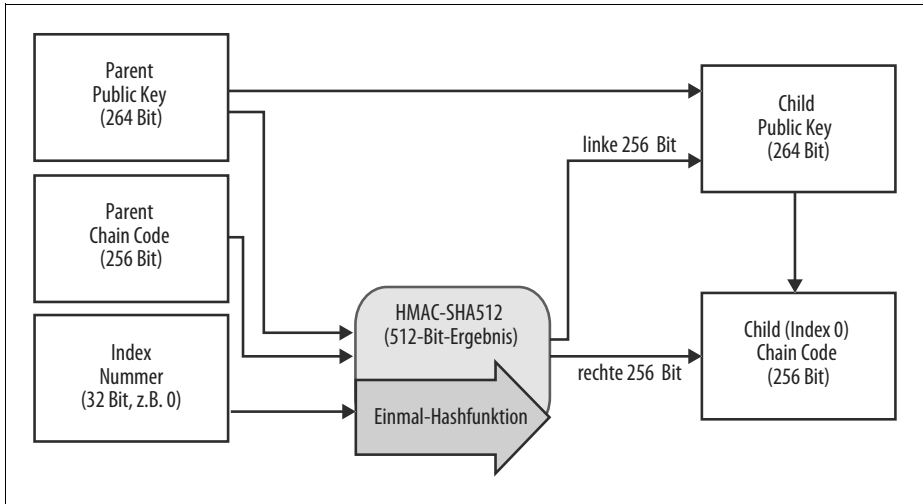 Parent
Public Key
(264 Bit)
Parent
Chain Code
(256 Bit)
Index
Nummer
(32 Bit, z.B. 0)
HMAC-SHA512
(512-Bit-Ergebnis)
Einmal-Hashfunktion
linke 256 Bit
rechte 256 Bit
Child
Public Key
(264 Bit)
Child (Index 0)
Chain Code
(256 Bit)